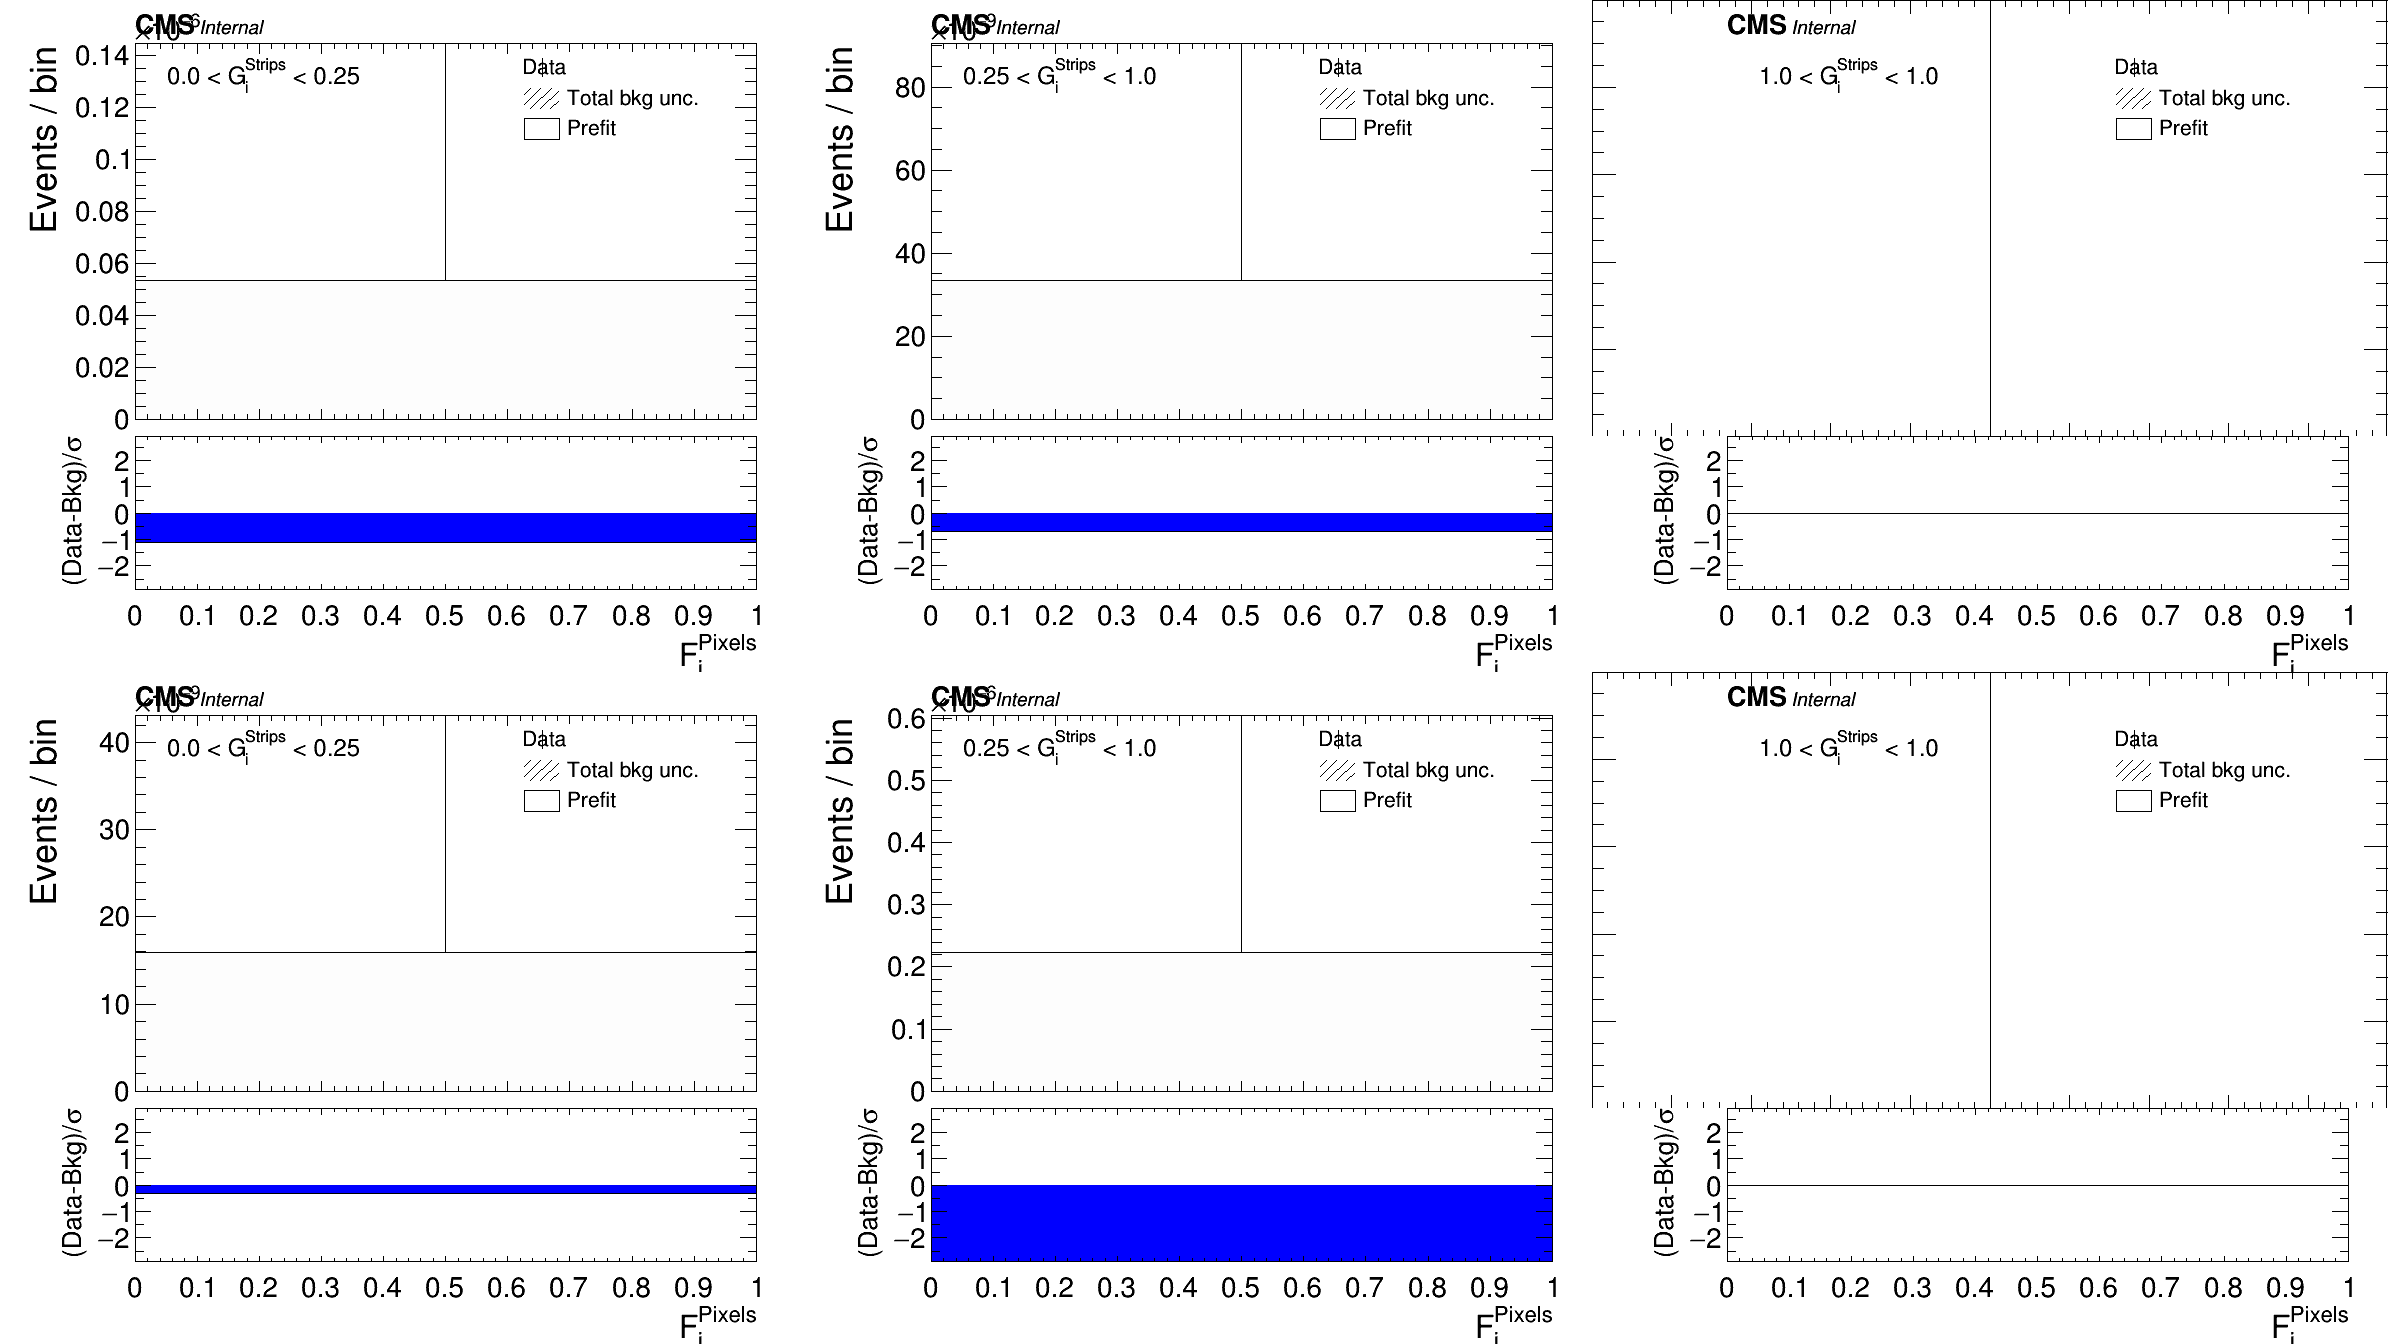 CMS Internal
0.0 < G_i^Strips < 0.25
Data
Total bkg unc.
Prefit
Events / bin
0.14
0.12
0.1
0.08
0.06
0.04
0.02
0
(Data-Bkg)/σ
2
1
0
−1
−2
0 0.1 0.2 0.3 0.4 0.5 0.6 0.7 0.8 0.9 1
F_i^Pixels
CMS Internal
0.25 < G_i^Strips < 1.0
Data
Total bkg unc.
Prefit
Events / bin
80
60
40
20
0
(Data-Bkg)/σ
2
1
0
−1
−2
0 0.1 0.2 0.3 0.4 0.5 0.6 0.7 0.8 0.9 1
F_i^Pixels
CMS Internal
1.0 < G_i^Strips < 1.0
Data
Total bkg unc.
Prefit
(Data-Bkg)/σ
2
1
0
−1
−2
0 0.1 0.2 0.3 0.4 0.5 0.6 0.7 0.8 0.9 1
F_i^Pixels
CMS Internal
0.0 < G_i^Strips < 0.25
Data
Total bkg unc.
Prefit
Events / bin
40
30
20
10
0
(Data-Bkg)/σ
2
1
0
−1
−2
0 0.1 0.2 0.3 0.4 0.5 0.6 0.7 0.8 0.9 1
F_i^Pixels
CMS Internal
0.25 < G_i^Strips < 1.0
Data
Total bkg unc.
Prefit
Events / bin
0.6
0.5
0.4
0.3
0.2
0.1
0
(Data-Bkg)/σ
2
1
0
−1
−2
0 0.1 0.2 0.3 0.4 0.5 0.6 0.7 0.8 0.9 1
F_i^Pixels
CMS Internal
1.0 < G_i^Strips < 1.0
Data
Total bkg unc.
Prefit
(Data-Bkg)/σ
2
1
0
−1
−2
0 0.1 0.2 0.3 0.4 0.5 0.6 0.7 0.8 0.9 1
F_i^Pixels